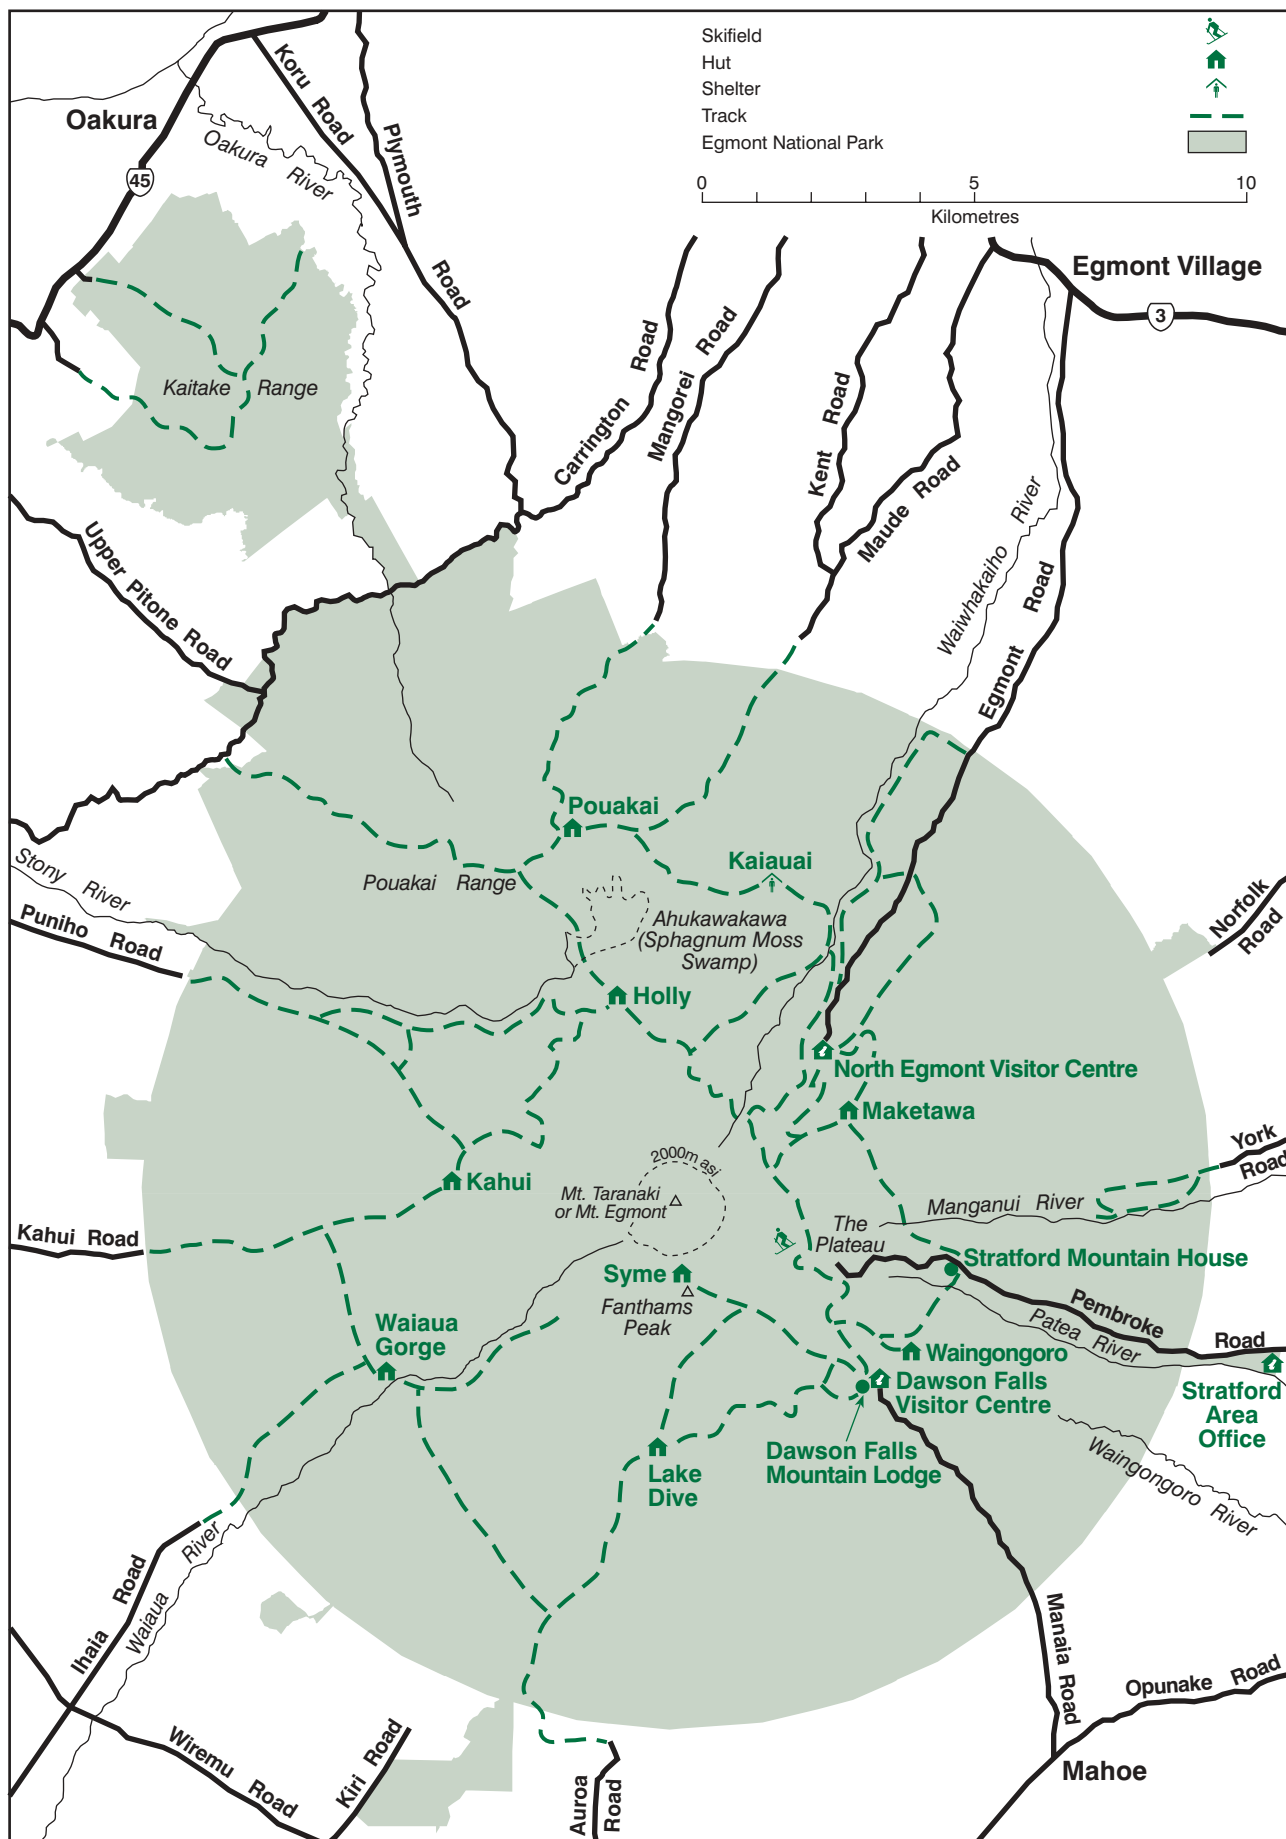 Skifield
Hut
Shelter
Track
Egmont National Park
0 5 10
Kilometres
Oakura
45
Koru Road
Plymouth Road
Oakura River
Egmont Village
3
Kaitake Range
Carrington Road
Mangorei Road
Kent Road
Maude Road
Waiwhakaiho River
Egmont Road
Upper Pitone Road
Pouakai
Kaiauai
Pouakai Range
Stony River
Puniho Road
Ahukawakawa
(Sphagnum Moss
Swamp)
Norfolk
Road
Holly
North Egmont Visitor Centre
Maketawa
York
Road
2000m asi
Kahui
Mt. Taranaki
or Mt. Egmont
Manganui River
The
Plateau
Kahui Road
Stratford Mountain House
Syme
Fanthams
Peak
Pembroke Road
Patea River
Waiaua
Gorge
Waingongoro
Dawson Falls
Visitor Centre
Stratford
Area
Office
Dawson Falls
Mountain Lodge
Lake
Dive
Waingongoro River
Ihaia Road
Waiaua River
Manaia Road
Opunake Road
Wiremu Road
Kiri Road
Auroa
Road
Mahoe